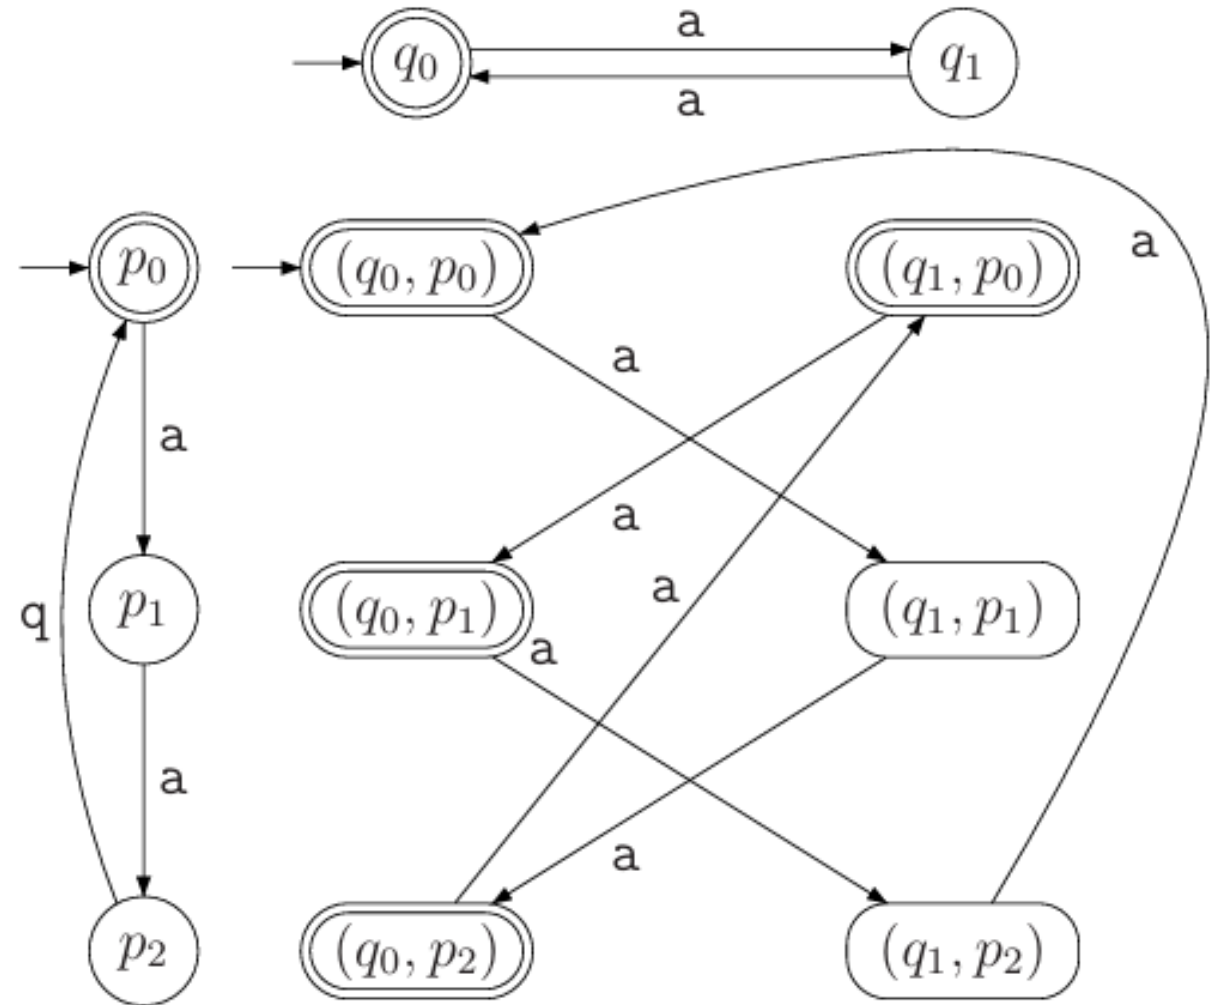 a
q₀ q₁
a
p₀ (q₀, p₀) (q₁, p₀) a
a
a
a
a
q p₁ (q₀, p₁) a (q₁, p₁)
a
a
p₂ (q₀, p₂) (q₁, p₂)